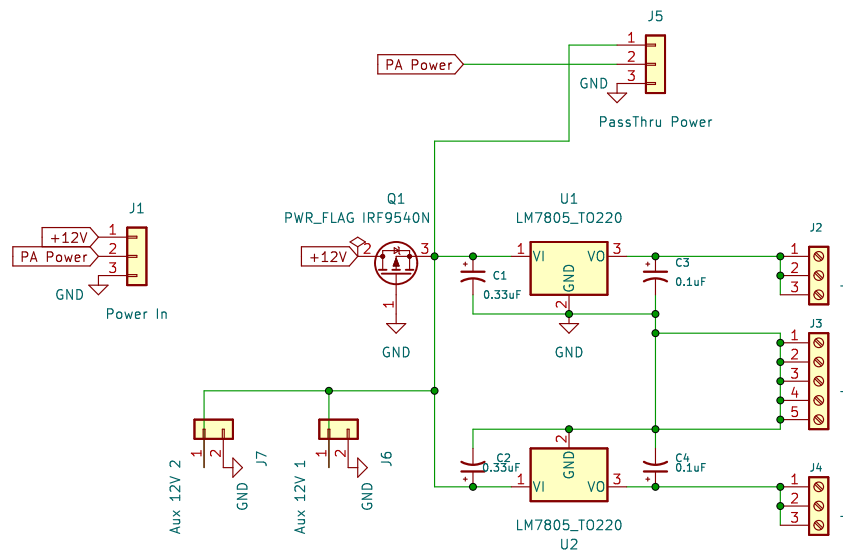 J5
1
PA Power
2
GND
3
PassThru Power
Q1
U1
PWR_FLAG
IRF9540N
LM7805_TO220
J1
J2
+12V
1
PA Power
2
3
GND
Power In
+12V
2
3
1
GND
1
VI
VO
3
GND
2
GND
C1
0.33uF
C3
0.1uF
1
2
3
J3
1
2
3
4
5
1
2
GND
J7
Aux 12V 2
1
2
GND
J6
Aux 12V 1
C2
0.33uF
2
GND
1
VI
VO
3
C4
0.1uF
J4
1
2
3
LM7805_TO220
U2